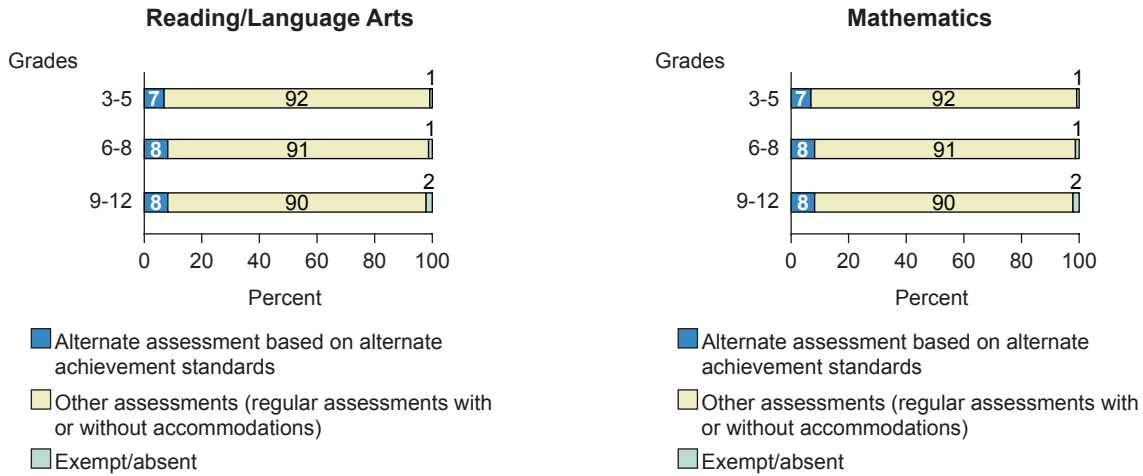 Reading/Language Arts
Grades
1
3-5
7
92
1
6-8
8
91
2
9-12
8
90
0 20 40 60 80 100
Percent
Alternate assessment based on alternate
achievement standards
Other assessments (regular assessments with
or without accommodations)
Exempt/absent
Mathematics
Grades
1
3-5
7
92
1
6-8
8
91
2
9-12
8
90
0 20 40 60 80 100
Percent
Alternate assessment based on alternate
achievement standards
Other assessments (regular assessments with
or without accommodations)
Exempt/absent